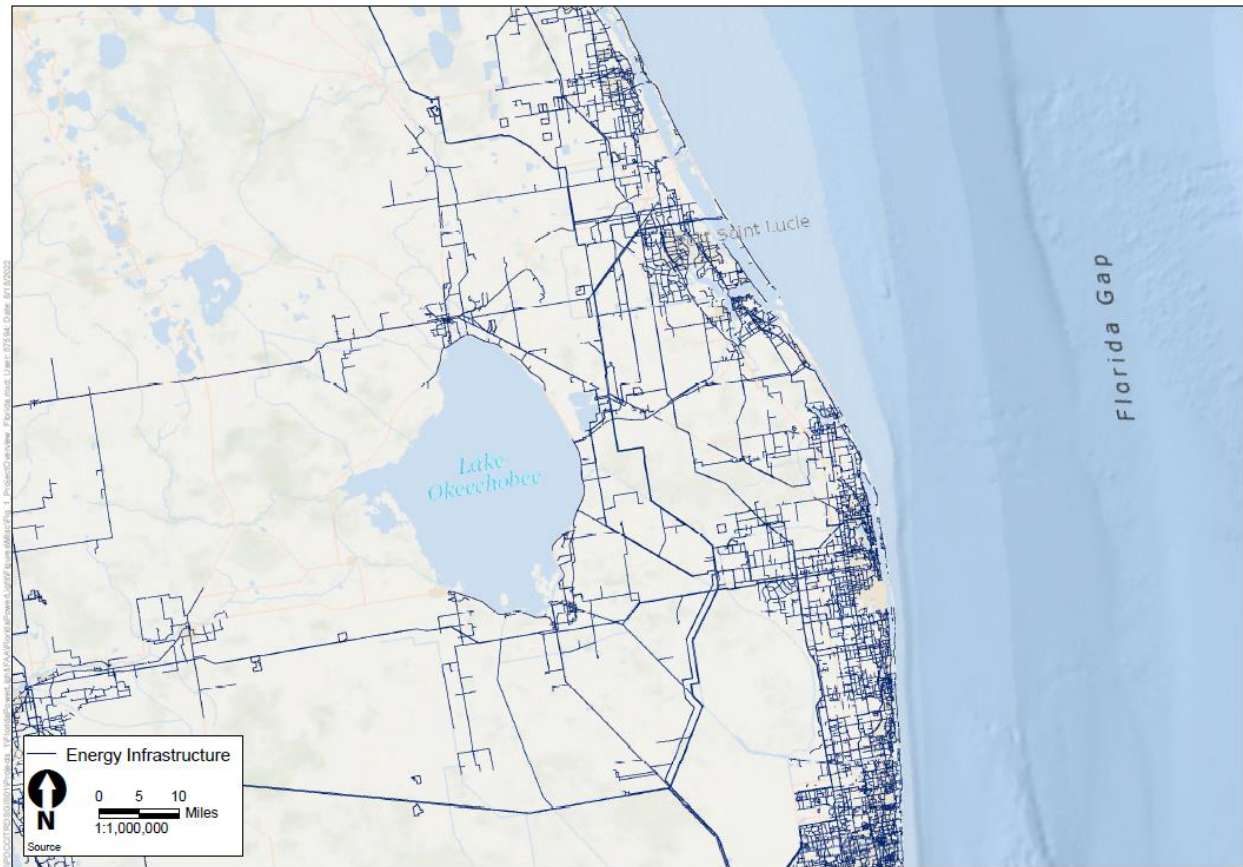 Port Saint Lucie
Florida Gap
Lake
Okeechobee
Energy Infrastructure
N
0 5 10
Miles
1:1,000,000
Source